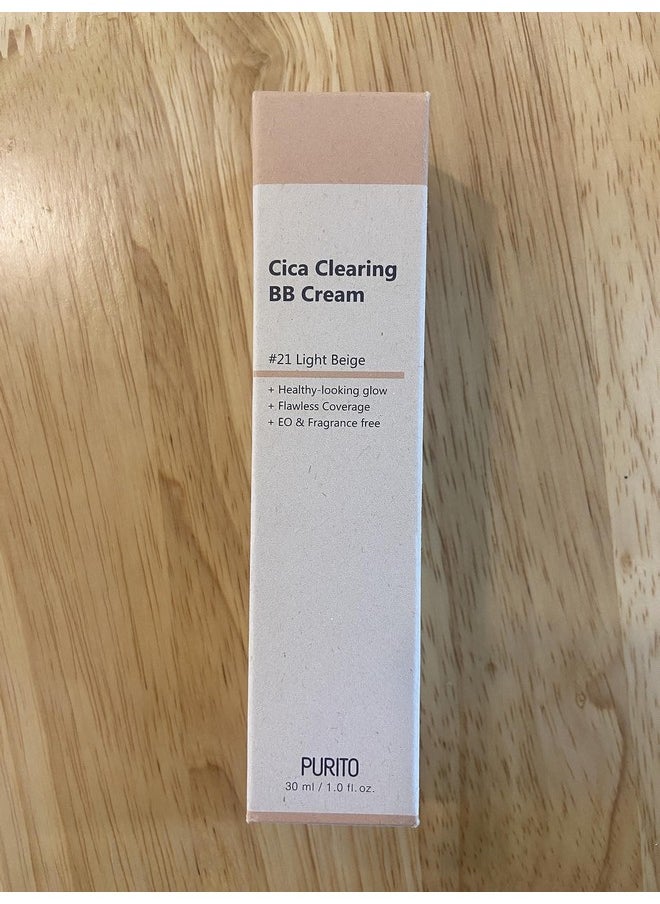 Cica Clearing
BB Cream
#21 Light Beige
+ Healthy-looking glow
+ Flawless Coverage
+ EO & Fragrance free
PURITO
30 ml / 1.0 fl.oz.